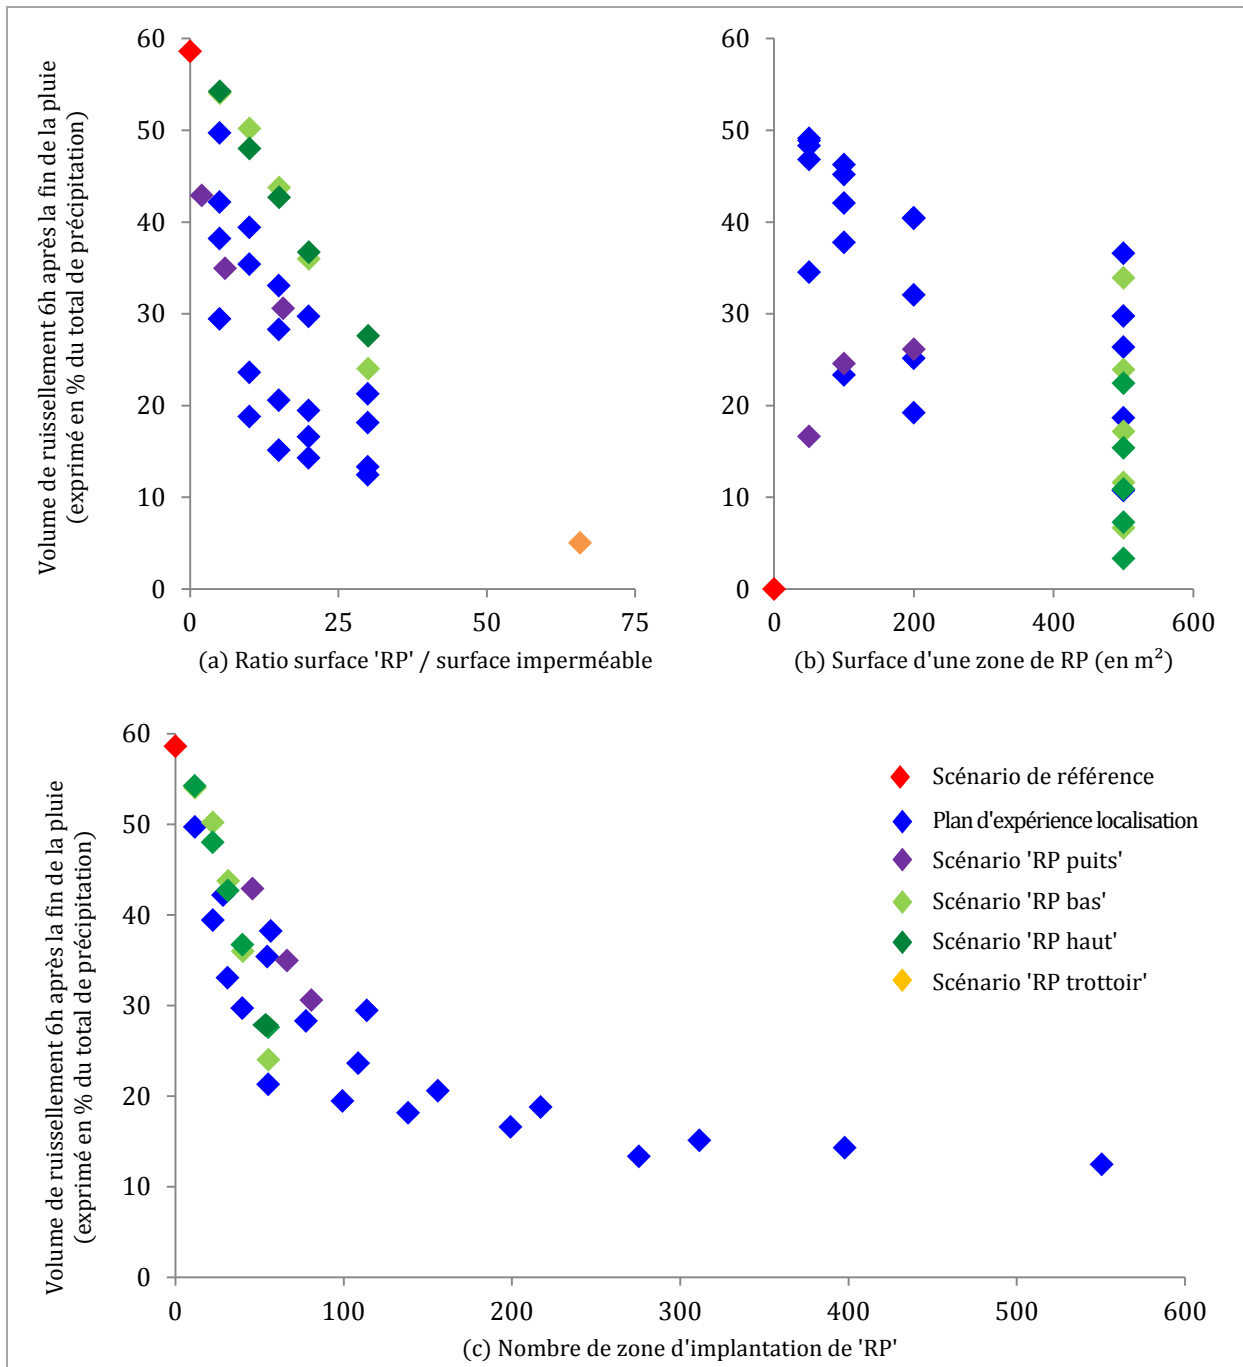 Volume de ruissellement 6h après la fin de la pluie
(exprimé en % du total de précipitation)
60
50
40
30
20
10
0
0
25
50
75
(a) Ratio surface 'RP' / surface imperméable
60
50
40
30
20
10
0
0
200
400
600
(b) Surface d'une zone de RP (en m²)
Volume de ruissellement 6h après la fin de la pluie
(exprimé en % du total de précipitation)
60
50
40
30
20
10
0
0
100
200
300
400
500
600
(c) Nombre de zone d'implantation de 'RP'
Scénario de référence
Plan d'expérience localisation
Scénario 'RP puits'
Scénario 'RP bas'
Scénario 'RP haut'
Scénario 'RP trottoir'